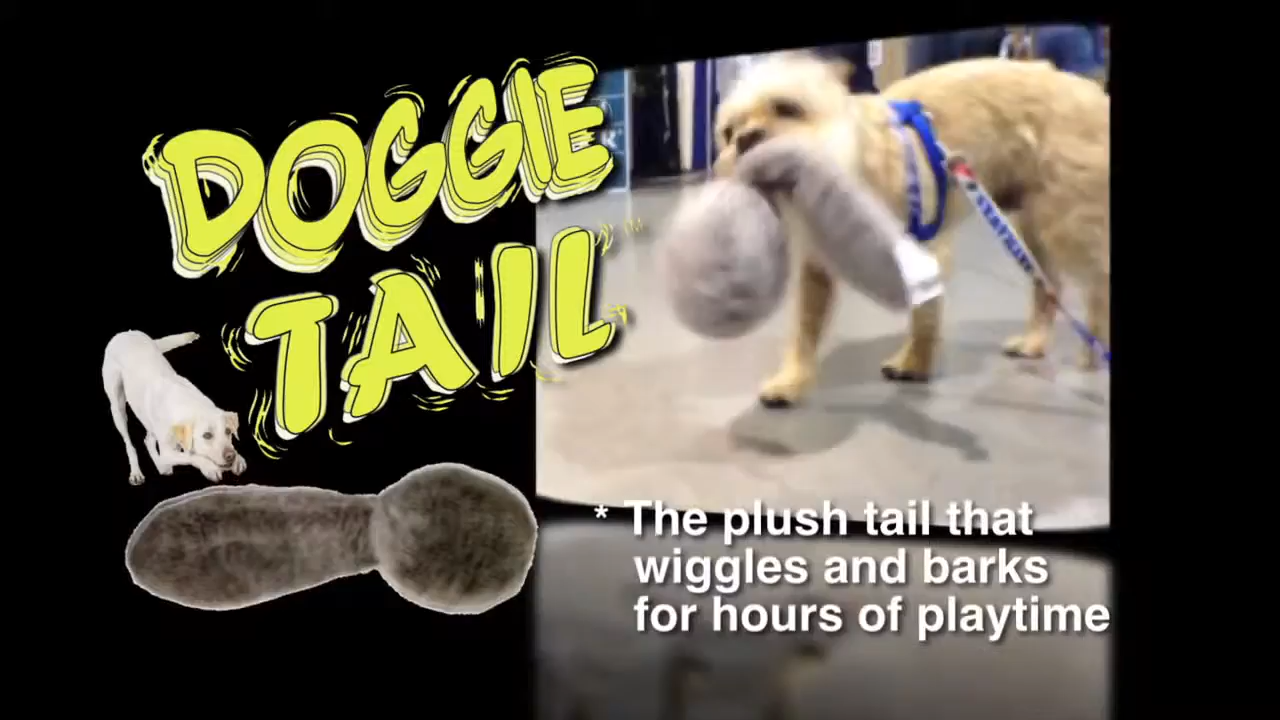 DOGGIE
TAIL
* The plush tail that
wiggles and barks
for hours of playtime